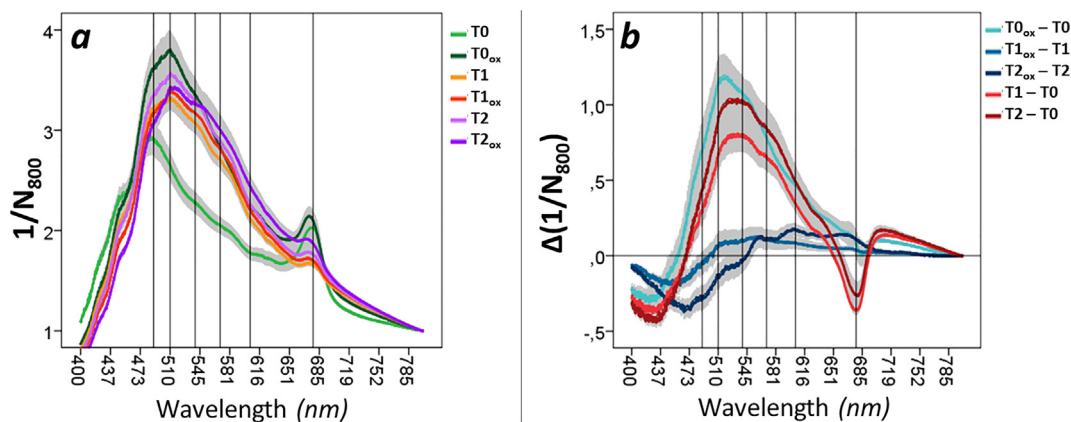 a
T0
T0ox
T1
T1ox
T2
T2ox
4
3
2
1
1/N800
400
437
473
510
545
581
616
651
685
719
752
785
Wavelength (nm)
b
T0ox – T0
T1ox – T1
T2ox – T2
T1 – T0
T2 – T0
1,5
1,0
,5
,0
-,5
Δ(1/N800)
400
437
473
510
545
581
616
651
685
719
752
785
Wavelength (nm)